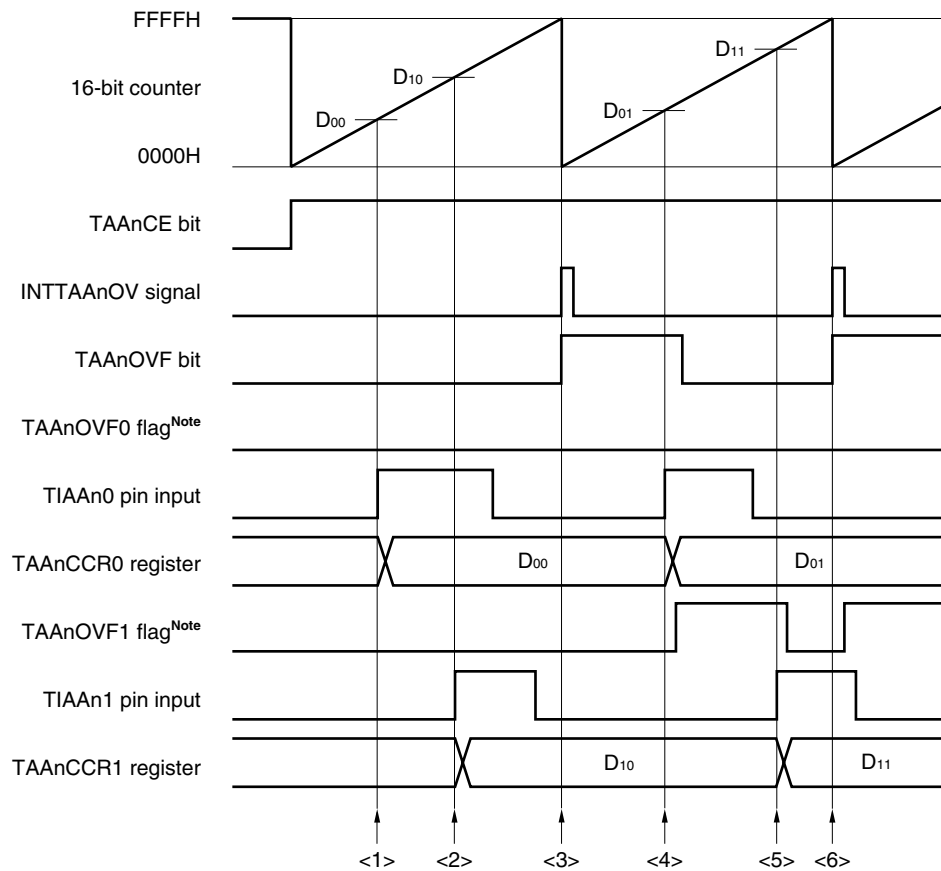 FFFFH
D11
D10
16-bit counter
D01
D00
0000H
TAAnCE bit
INTTAAnOV signal
TAAnOVF bit
TAAnOVF0 flagNote
TIAAn0 pin input
TAAnCCR0 register
D00
D01
TAAnOVF1 flagNote
TIAAn1 pin input
TAAnCCR1 register
D10
D11
<1> <2> <3> <4> <5> <6>